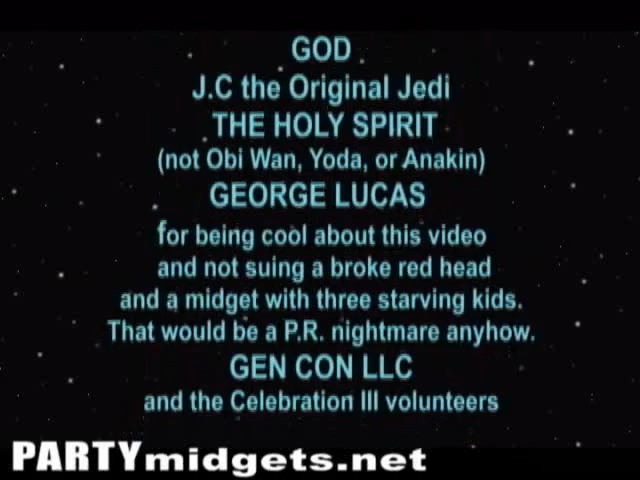 GOD
J.C the Original Jedi
THE HOLY SPIRIT
(not Obi Wan, Yoda, or Anakin)
GEORGE LUCAS
for being cool about this video
and not suing a broke red head
and a midget with three starving kids.
That would be a P.R. nightmare anyhow.
GEN CON LLC
and the Celebration III volunteers
PARTYmidgets.net